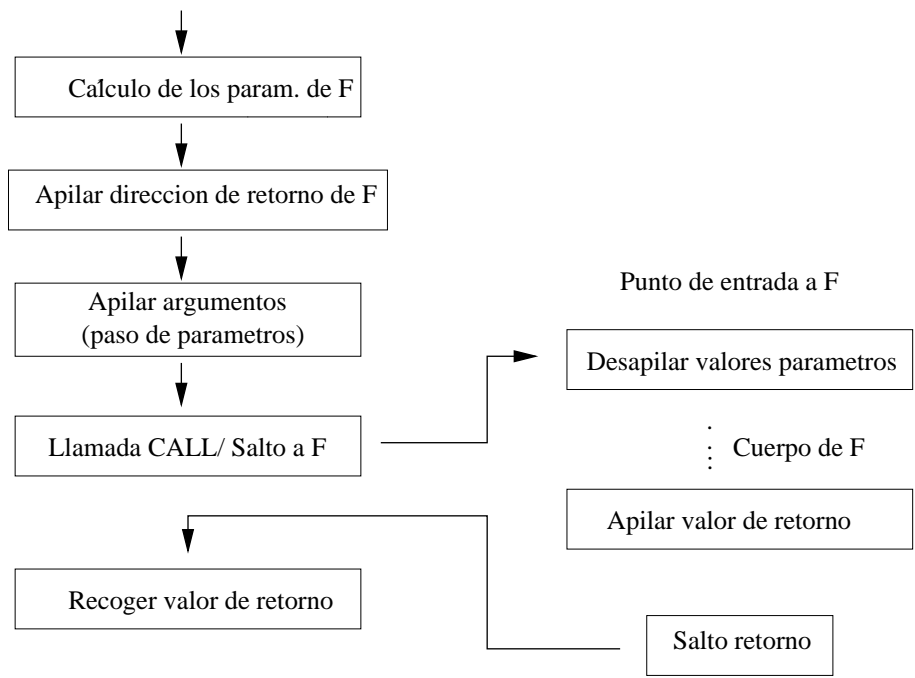 Cálculo de los param. de F
Apilar direccion de retorno de F
Apilar argumentos
(paso de parametros)
Llamada CALL/ Salto a F
Recoger valor de retorno
Punto de entrada a F
Desapilar valores parametros
Cuerpo de F
Apilar valor de retorno
Salto retorno